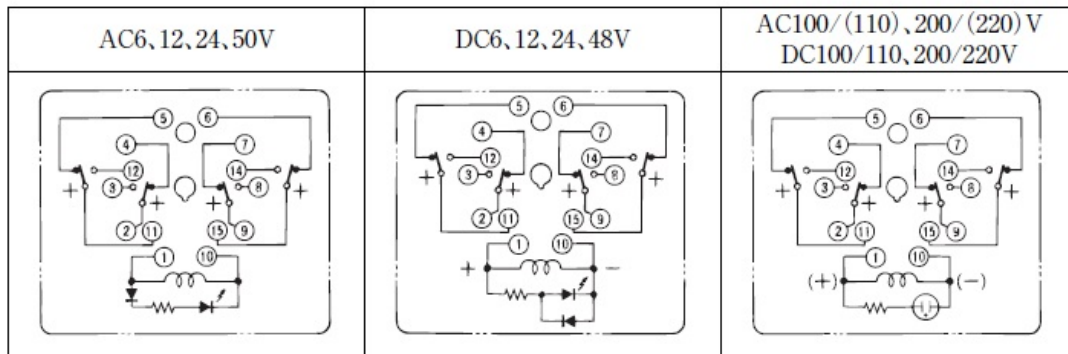 AC6、12、24、50V
DC6、12、24、48V
AC100/(110)、200/(220)V
DC100/110、200/220V
⑤ ⑥
④ ⑦
⑫ ⑭
③ ⑧
+ + + +
② ⑪ ⑮ ⑨
① ⑩
⑤ ⑥
④ ⑦
⑫ ⑭
③ ⑧
+ + + +
② ⑪ ⑮ ⑨
① ⑩
+ −
⑤ ⑥
④ ⑦
⑫ ⑭
③ ⑧
+ + + +
② ⑪ ⑮ ⑨
① ⑩
(+) (−)